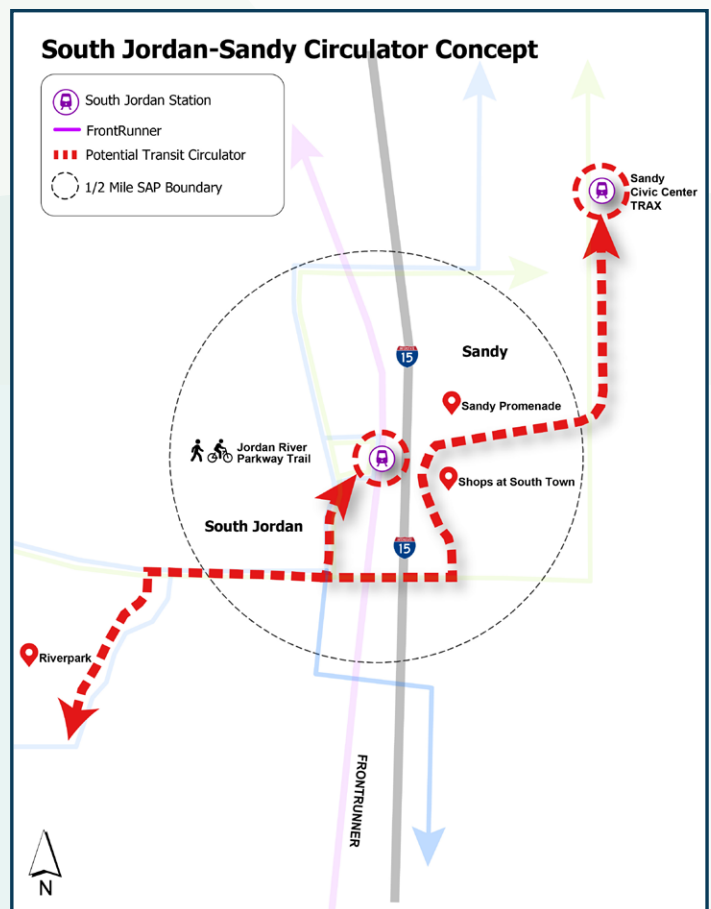 South Jordan-Sandy Circulator Concept
South Jordan Station
FrontRunner
Potential Transit Circulator
1/2 Mile SAP Boundary
Sandy
Civic Center
TRAX
15
Sandy
Sandy Promenade
Jordan River
Parkway Trail
Shops at South Town
South Jordan
15
Riverpark
FRONTRUNNER
N